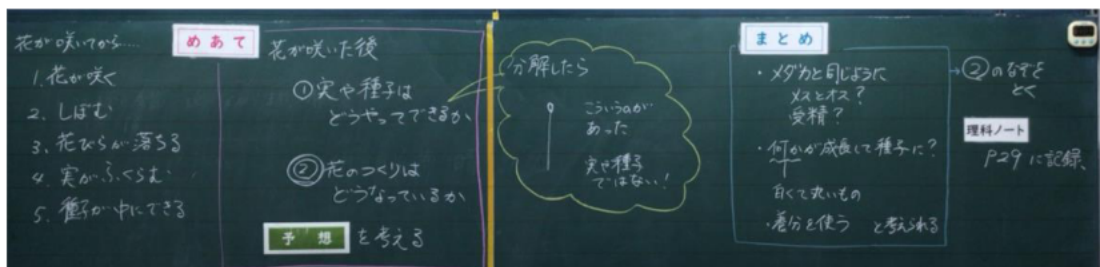 花が咲いてから……
1. 花が咲く
2. しぼむ
3. 花びらが落ちる
4. 実がふくらむ
5. 種子が中にできる
めあて
花が咲いた後
①実や種子は
どうやってできるか
②花のつくりは
どうなっているか
予想 を考える
分解したら
こういうのが
あった
実や種子
ではない!
まとめ
・メダカと同じように
メスとオス?
受精?
・何かが成長して種子に?
白くて丸いもの
・養分を使う と考えられる
→②のなぞを
とく
理科ノート
P29に記録、